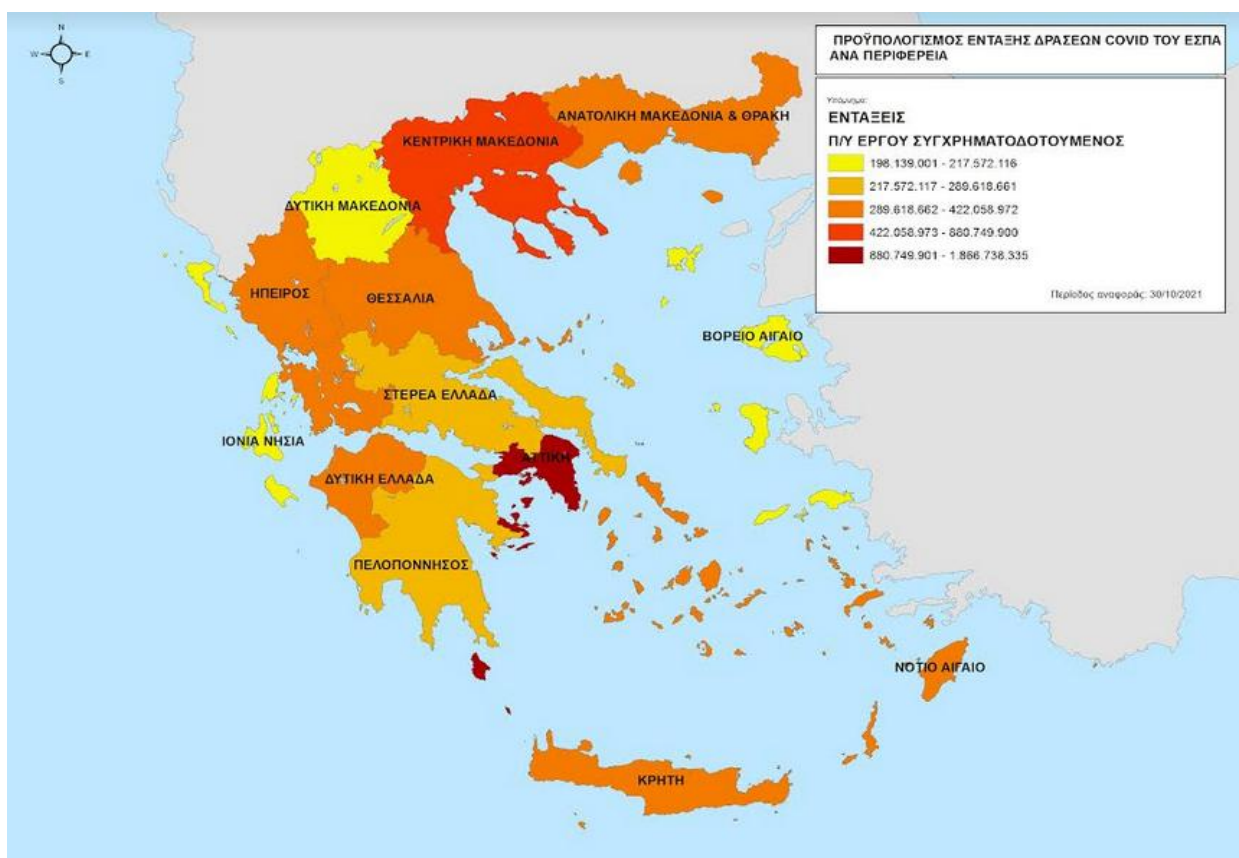 N
W E
S
ΠΡΟΫΠΟΛΟΓΙΣΜΟΣ ΕΝΤΑΞΗΣ ΔΡΑΣΕΩΝ COVID ΤΟΥ ΕΣΠΑ
ΑΝΑ ΠΕΡΙΦΕΡΕΙΑ
Υπόμνημα:
ΕΝΤΑΞΕΙΣ
Π/Υ ΕΡΓΟΥ ΣΥΓΧΡΗΜΑΤΟΔΟΤΟΥΜΕΝΟΣ
198.139.001 - 217.572.116
217.572.117 - 289.618.661
289.618.662 - 422.058.972
422.058.973 - 880.749.900
880.749.901 - 1.866.738.335
Περίοδος αναφοράς: 30/10/2021
ΑΝΑΤΟΛΙΚΗ ΜΑΚΕΔΟΝΙΑ & ΘΡΑΚΗ
ΚΕΝΤΡΙΚΗ ΜΑΚΕΔΟΝΙΑ
ΔΥΤΙΚΗ ΜΑΚΕΔΟΝΙΑ
ΗΠΕΙΡΟΣ
ΘΕΣΣΑΛΙΑ
ΒΟΡΕΙΟ ΑΙΓΑΙΟ
ΣΤΕΡΕΑ ΕΛΛΑΔΑ
ΙΟΝΙΑ ΝΗΣΙΑ
ΑΤΤΙΚΗ
ΔΥΤΙΚΗ ΕΛΛΑΔΑ
ΠΕΛΟΠΟΝΝΗΣΟΣ
ΝΟΤΙΟ ΑΙΓΑΙΟ
ΚΡΗΤΗ